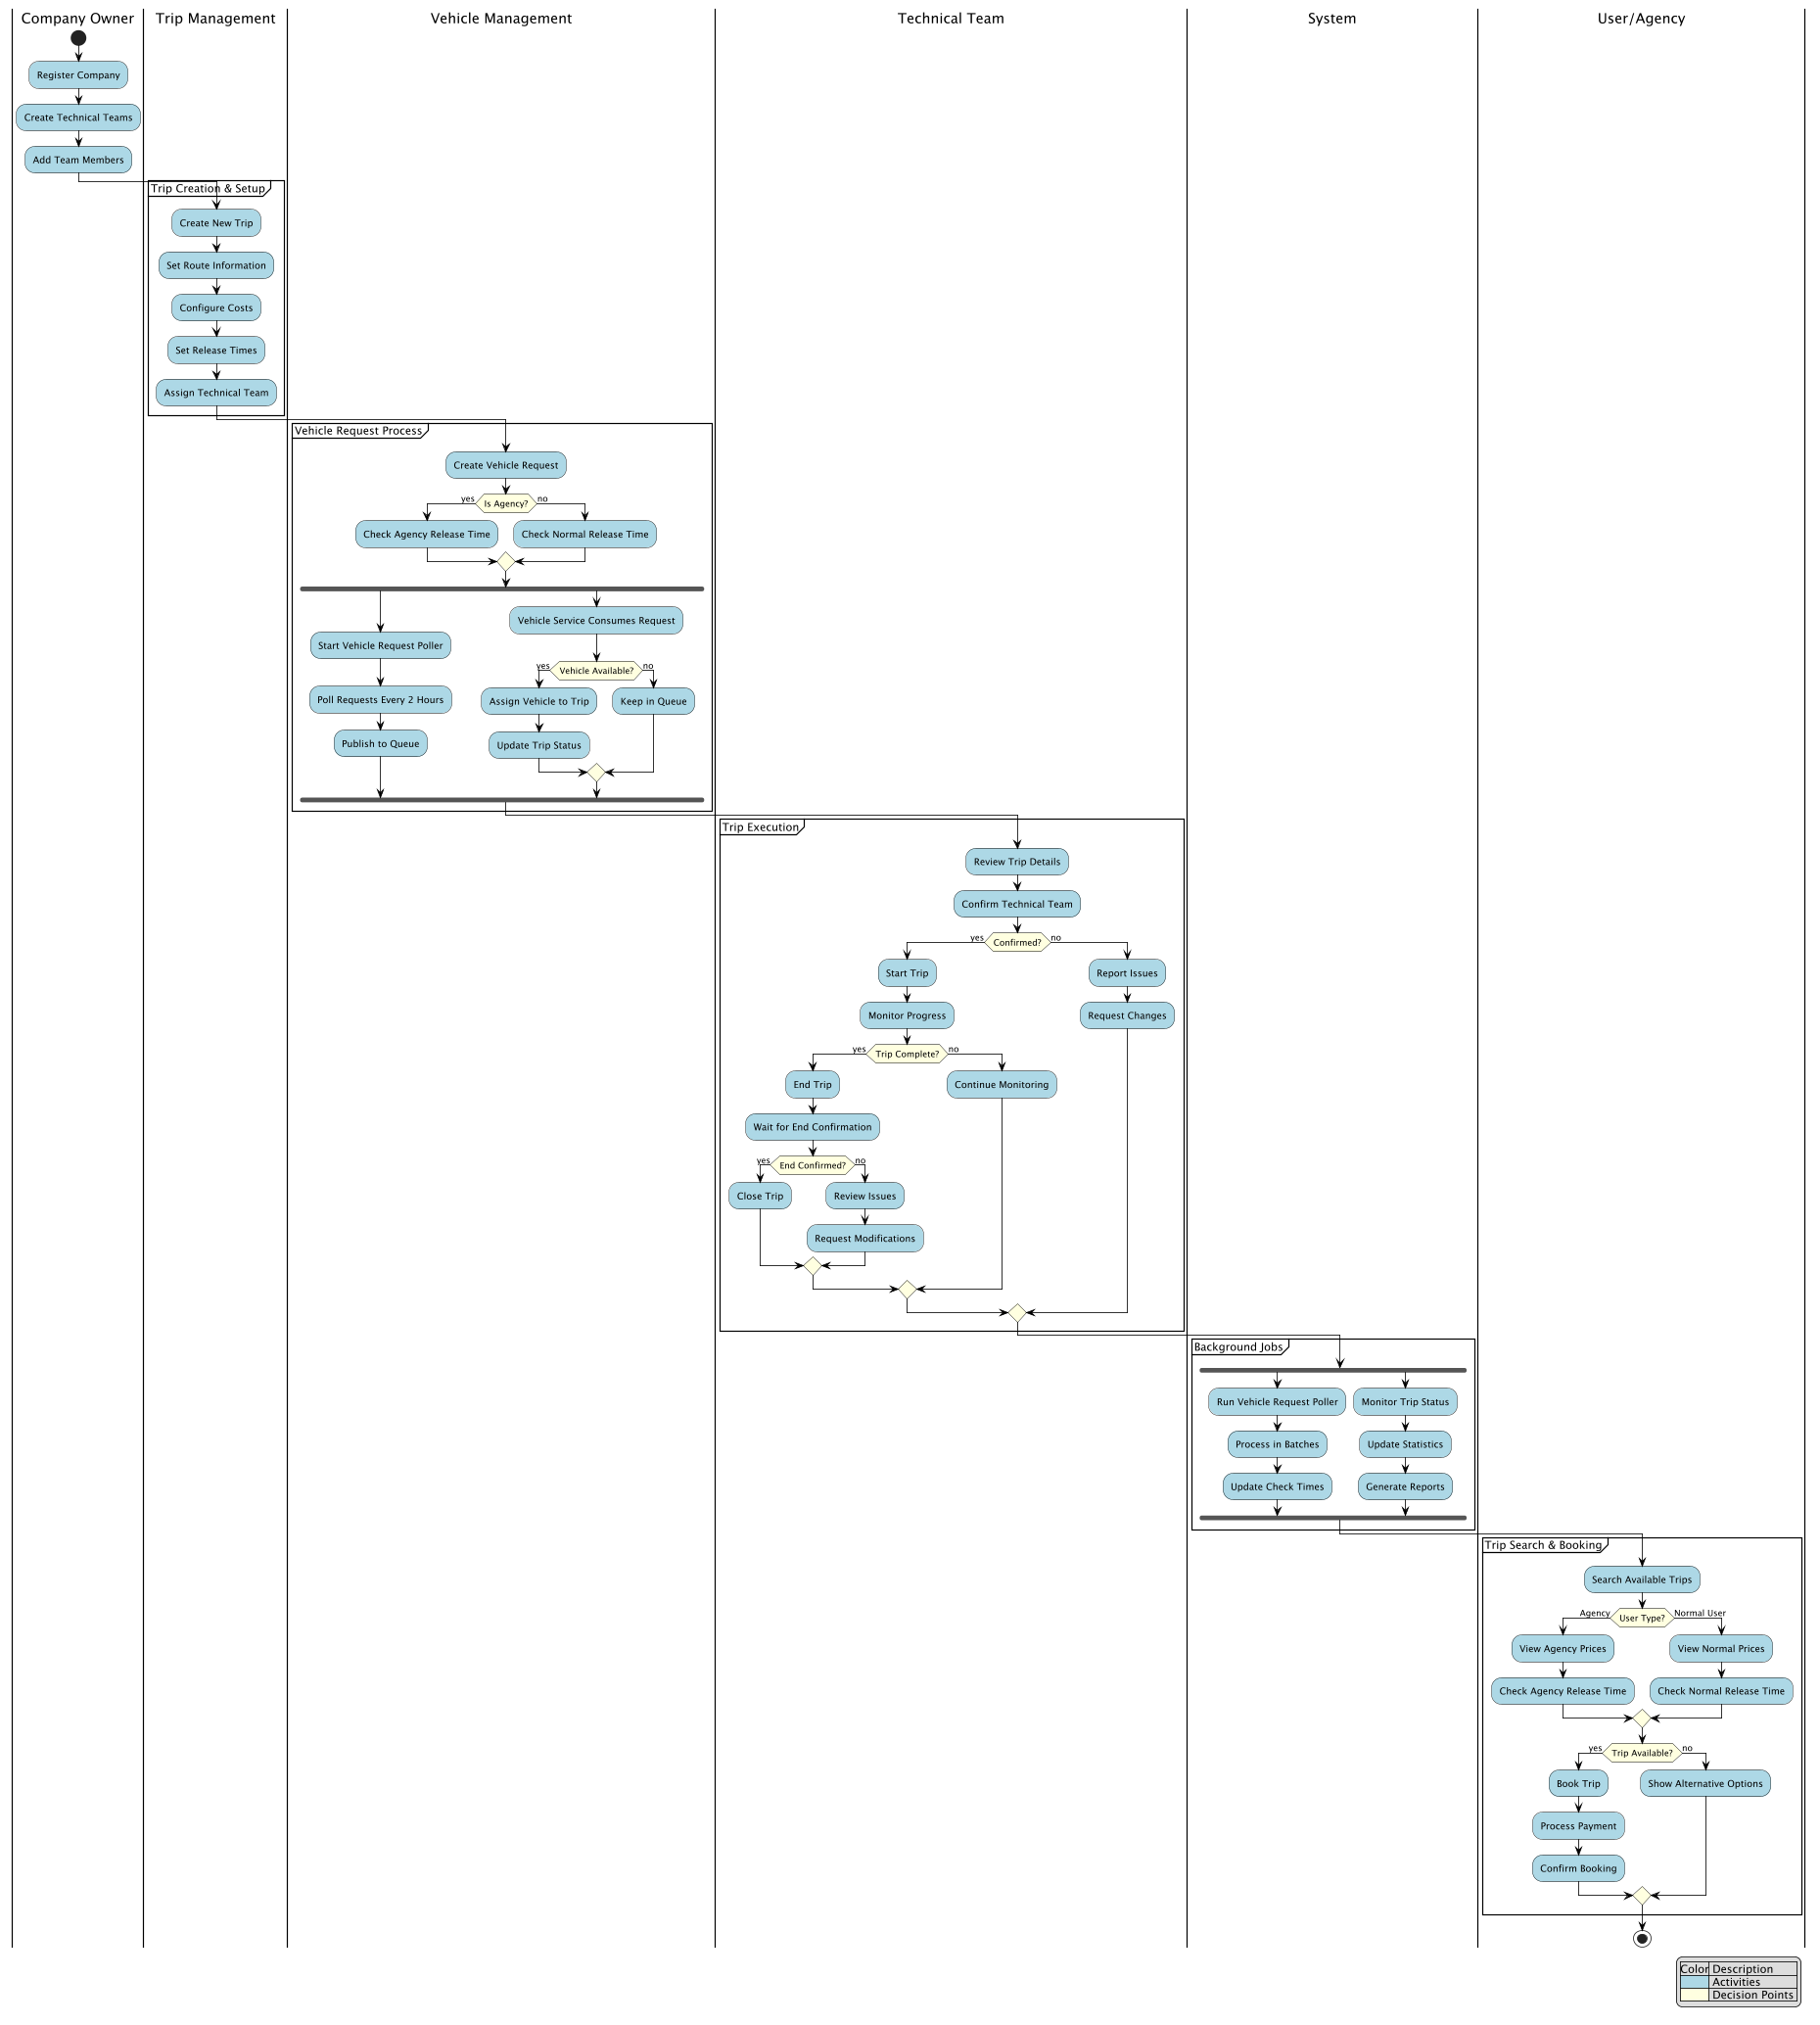 Company Owner
Trip Management
Vehicle Management
Technical Team
System
User/Agency
Register Company
Create Technical Teams
Add Team Members
Trip Creation & Setup
Create New Trip
Set Route Information
Configure Costs
Set Release Times
Assign Technical Team
Vehicle Request Process
Create Vehicle Request
yes
Is Agency?
no
Check Agency Release Time
Check Normal Release Time
Vehicle Service Consumes Request
Start Vehicle Request Poller
yes
Vehicle Available?
no
Poll Requests Every 2 Hours
Assign Vehicle to Trip
Keep in Queue
Publish to Queue
Update Trip Status
Trip Execution
Review Trip Details
Confirm Technical Team
yes
Confirmed?
no
Start Trip
Report Issues
Monitor Progress
Request Changes
yes
Trip Complete?
no
End Trip
Continue Monitoring
Wait for End Confirmation
yes
End Confirmed?
no
Close Trip
Review Issues
Request Modifications
Background Jobs
Run Vehicle Request Poller
Monitor Trip Status
Process in Batches
Update Statistics
Update Check Times
Generate Reports
Trip Search & Booking
Search Available Trips
Agency
User Type?
Normal User
View Agency Prices
View Normal Prices
Check Agency Release Time
Check Normal Release Time
yes
Trip Available?
no
Book Trip
Show Alternative Options
Process Payment
Confirm Booking
Color Description
Activities
Decision Points